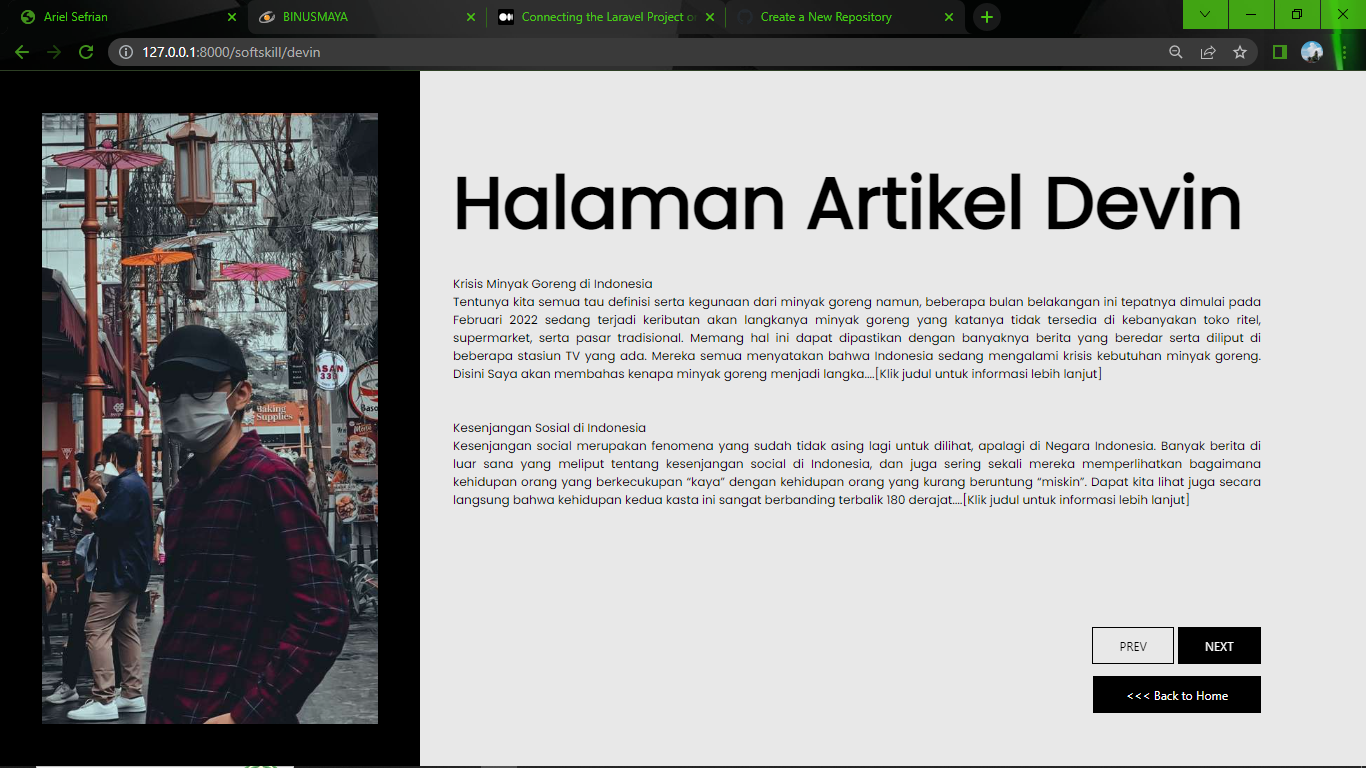 Ariel Sefrian
BINUSMAYA
Connecting the Laravel Project o
Create a New Repository
127.0.0.1:8000/softskill/devin
Halaman Artikel Devin
Krisis Minyak Goreng di Indonesia
Tentunya kita semua tau definisi serta kegunaan dari minyak goreng namun, beberapa bulan belakangan ini tepatnya dimulai pada
Februari 2022 sedang terjadi keributan akan langkanya minyak goreng yang katanya tidak tersedia di kebanyakan toko ritel,
supermarket, serta pasar tradisional. Memang hal ini dapat dipastikan dengan banyaknya berita yang beredar serta diliput di
beberapa stasiun TV yang ada. Mereka semua menyatakan bahwa Indonesia sedang mengalami krisis kebutuhan minyak goreng.
Disini Saya akan membahas kenapa minyak goreng menjadi langka....[Klik judul untuk informasi lebih lanjut]
Kesenjangan Sosial di Indonesia
Kesenjangan social merupakan fenomena yang sudah tidak asing lagi untuk dilihat, apalagi di Negara Indonesia. Banyak berita di
luar sana yang meliput tentang kesenjangan social di Indonesia, dan juga sering sekali mereka memperlihatkan bagaimana
kehidupan orang yang berkecukupan “kaya” dengan kehidupan orang yang kurang beruntung “miskin”. Dapat kita lihat juga secara
langsung bahwa kehidupan kedua kasta ini sangat berbanding terbalik 180 derajat....[Klik judul untuk informasi lebih lanjut]
PREV
NEXT
<<< Back to Home
ASAN
33
Baking
Supplies